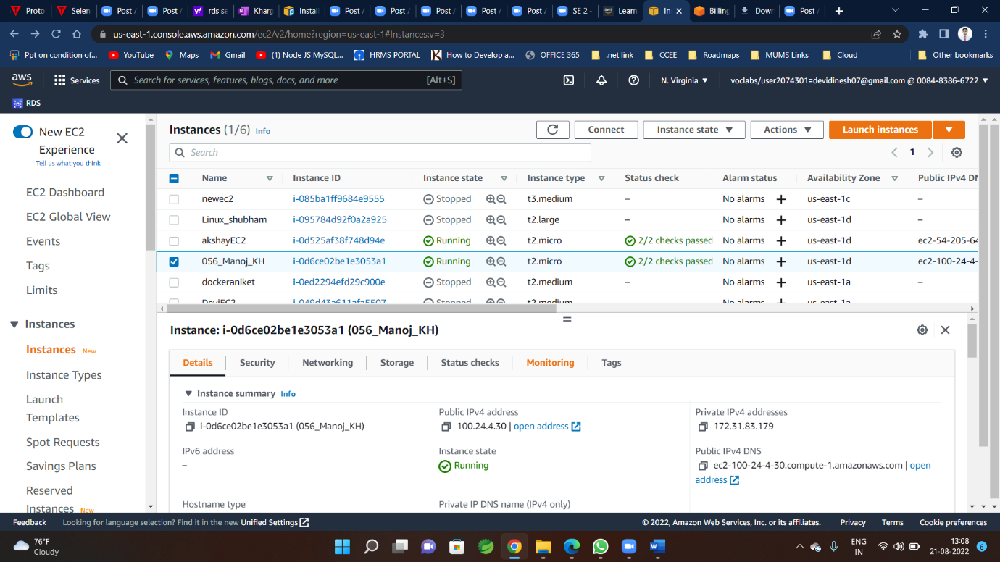 Proto
Selen
Post
Post
rds se
Kharg
Instal
Post
Post
Post
Post
Post
SE 2 -
Learn
In
Billing
Down
Post
us-east-1.console.aws.amazon.com/ec2/v2/home?region=us-east-1#Instances:v=3
Ppt on condition of... YouTube Maps Gmail (1) Node JS MySQL... HRMS PORTAL How to Develop a... OFFICE 365 .net link CCEE Roadmaps MUMS Links Cloud Other bookmarks
aws Services Search for services, features, blogs, docs, and more [Alt+S] N. Virginia voclabs/user2074301=devidinesh07@gmail.com @ 0084-8386-6722
RDS
New EC2
Experience
Tell us what you think
EC2 Dashboard
EC2 Global View
Events
Tags
Limits
Instances
Instances New
Instance Types
Launch
Templates
Spot Requests
Savings Plans
Reserved
Instances New
Instances (1/6) Info Connect Instance state Actions Launch instances
Search 1
Name Instance ID Instance state Instance type Status check Alarm status Availability Zone Public IPv4 DN
newec2 i-085ba1ff9684e9555 Stopped t3.medium – No alarms + us-east-1c –
Linux_shubham i-095784d92f0a2a925 Stopped t2.large – No alarms + us-east-1d –
akshayEC2 i-0d525af38f748d94e Running t2.micro 2/2 checks passed No alarms + us-east-1d ec2-54-205-64
056_Manoj_KH i-0d6ce02be1e3053a1 Running t2.micro 2/2 checks passed No alarms + us-east-1d ec2-100-24-4-
dockeraniket i-0ed2294efd29c900e Stopped t2.medium – No alarms + us-east-1a –
DeviEC2 i-049d43a611afa5507 Stopped t2.medium – No alarms + us-east-1a –
Instance: i-0d6ce02be1e3053a1 (056_Manoj_KH)
Details Security Networking Storage Status checks Monitoring Tags
Instance summary Info
Instance ID
i-0d6ce02be1e3053a1 (056_Manoj_KH)
Public IPv4 address
100.24.4.30 | open address
Private IPv4 addresses
172.31.83.179
IPv6 address
–
Instance state
Running
Public IPv4 DNS
ec2-100-24-4-30.compute-1.amazonaws.com | open
address
Hostname type
Private IP DNS name (IPv4 only)
Feedback Looking for language selection? Find it in the new Unified Settings © 2022, Amazon Web Services, Inc. or its affiliates. Privacy Terms Cookie preferences
76°F
Cloudy
ENG
IN
13:08
21-08-2022
6